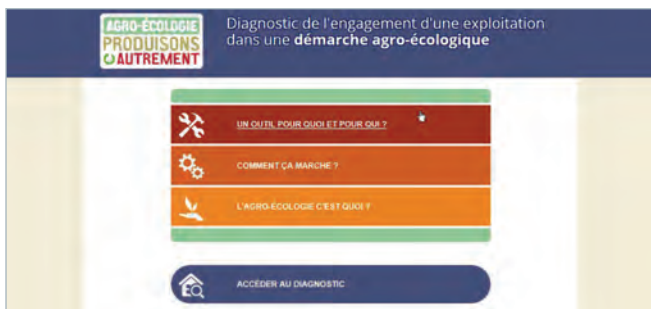 AGRO-ÉCOLOGIE
PRODUISONS
AUTREMENT
Diagnostic de l'engagement d'une exploitation
dans une démarche agro-écologique
UN OUTIL POUR QUOI ET POUR QUI ?
COMMENT ÇA MARCHE ?
L'AGRO-ÉCOLOGIE C'EST QUOI ?
ACCÉDER AU DIAGNOSTIC